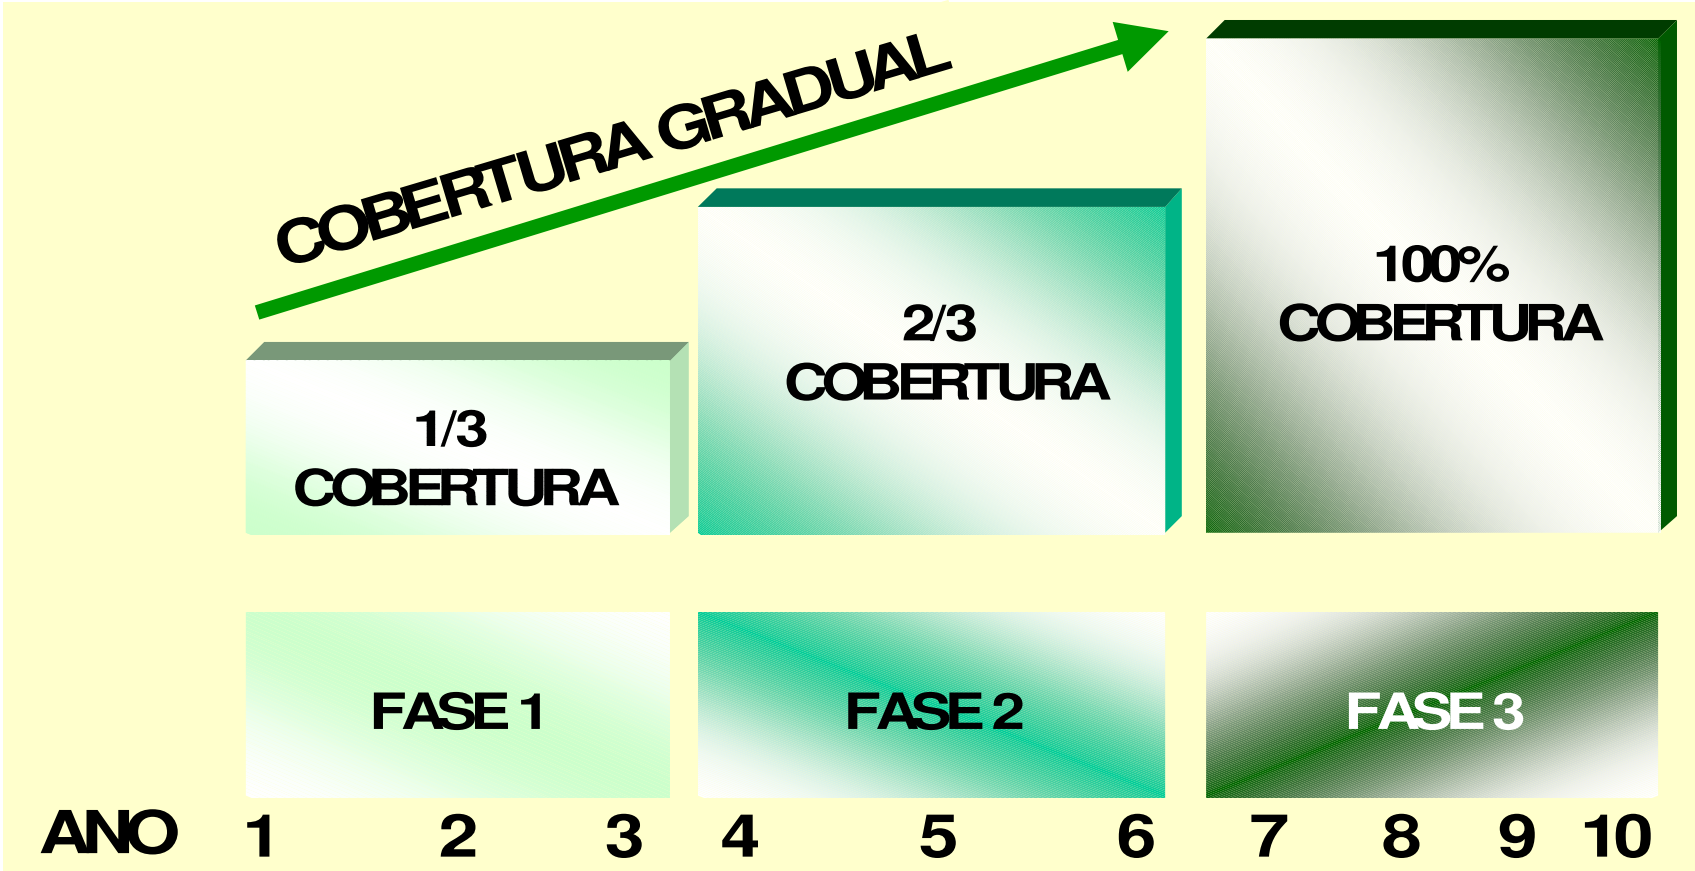 COBERTURA GRADUAL
1/3
COBERTURA
2/3
COBERTURA
100%
COBERTURA
FASE 1
FASE 2
FASE 3
ANO 1 2 3 4 5 6 7 8 9 10